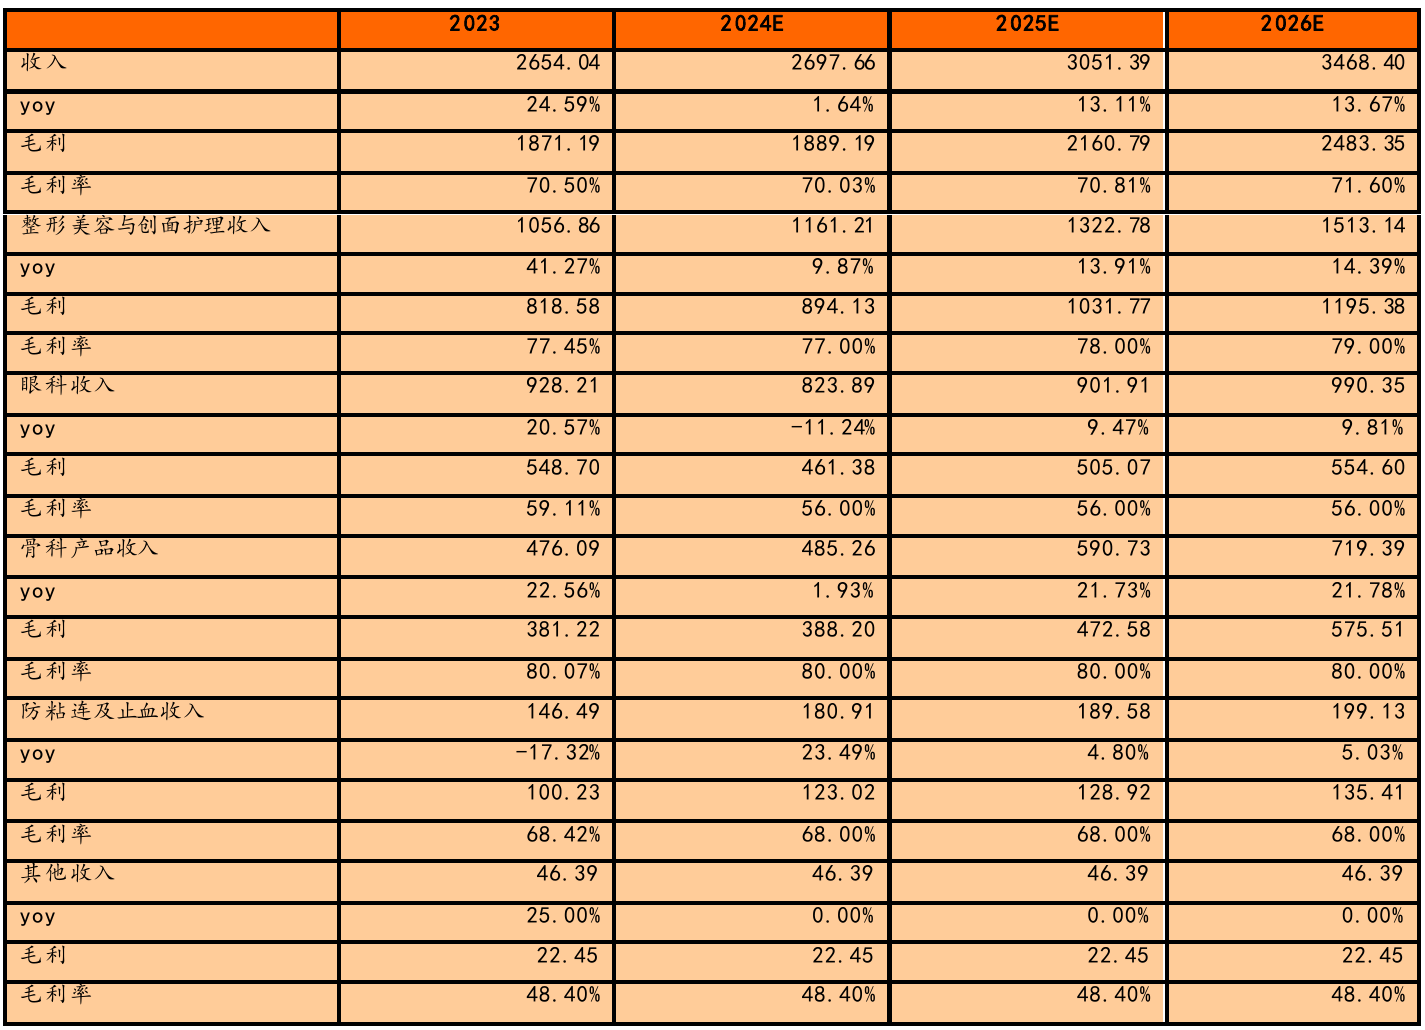 2023 2024E 2025E 2026E
收入 2654.04 2697.66 3051.39 3468.40
yoy 24.59% 1.64% 13.11% 13.67%
毛利 1871.19 1889.19 2160.79 2483.35
毛利率 70.50% 70.03% 70.81% 71.60%
整形美容与创面护理收入 1056.86 1161.21 1322.78 1513.14
yoy 41.27% 9.87% 13.91% 14.39%
毛利 818.58 894.13 1031.77 1195.38
毛利率 77.45% 77.00% 78.00% 79.00%
眼科收入 928.21 823.89 901.91 990.35
yoy 20.57% -11.24% 9.47% 9.81%
毛利 548.70 461.38 505.07 554.60
毛利率 59.11% 56.00% 56.00% 56.00%
骨科产品收入 476.09 485.26 590.73 719.39
yoy 22.56% 1.93% 21.73% 21.78%
毛利 381.22 388.20 472.58 575.51
毛利率 80.07% 80.00% 80.00% 80.00%
防粘连及止血收入 146.49 180.91 189.58 199.13
yoy -17.32% 23.49% 4.80% 5.03%
毛利 100.23 123.02 128.92 135.41
毛利率 68.42% 68.00% 68.00% 68.00%
其他收入 46.39 46.39 46.39 46.39
yoy 25.00% 0.00% 0.00% 0.00%
毛利 22.45 22.45 22.45 22.45
毛利率 48.40% 48.40% 48.40% 48.40%